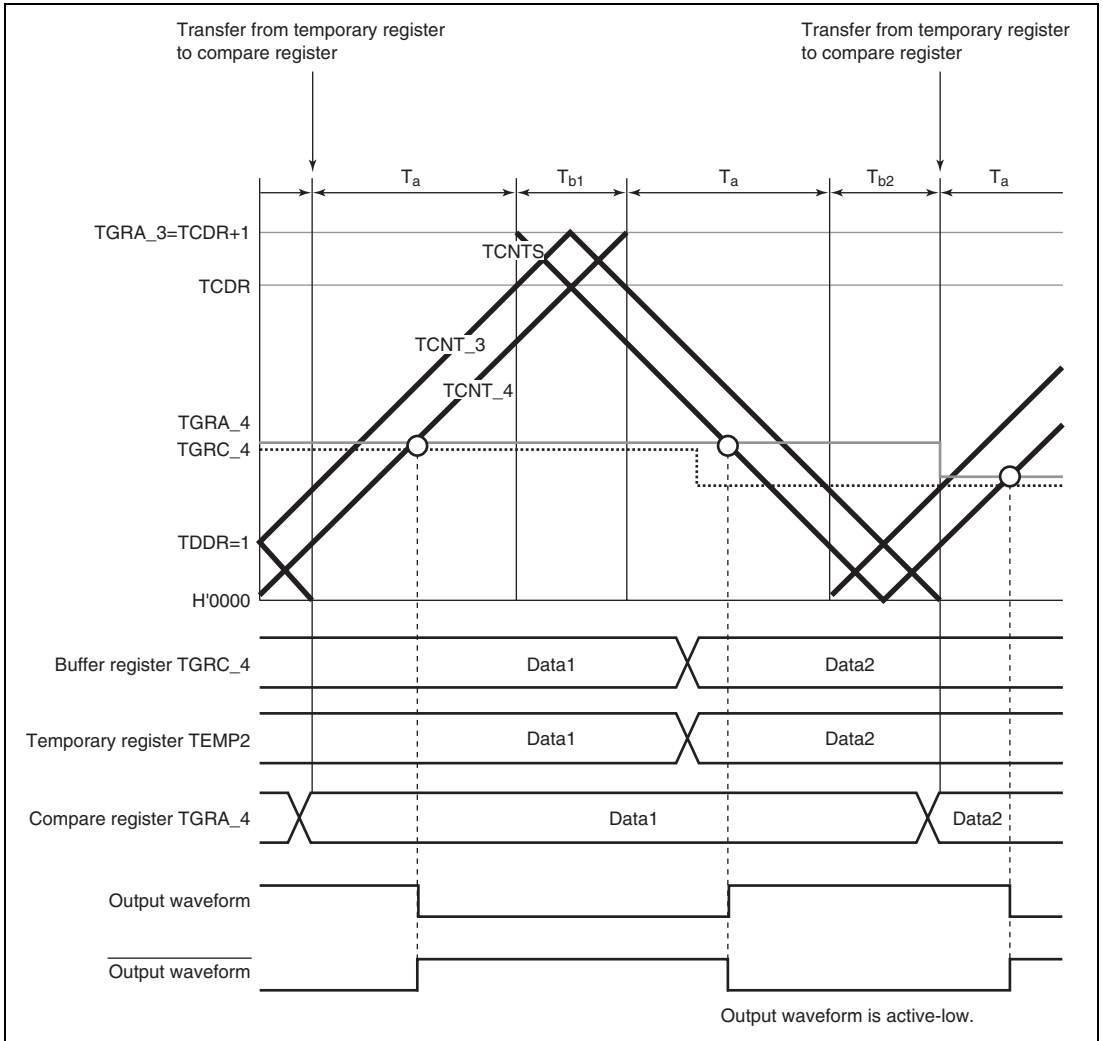 Transfer from temporary register
to compare register
Transfer from temporary register
to compare register
Ta
Tb1
Ta
Tb2
Ta
TGRA_3=TCDR+1
TCNTS
TCDR
TCNT_3
TCNT_4
TGRA_4
TGRC_4
TDDR=1
H'0000
Buffer register TGRC_4
Data1
Data2
Temporary register TEMP2
Data1
Data2
Compare register TGRA_4
Data1
Data2
Output waveform
Output waveform
Output waveform is active-low.